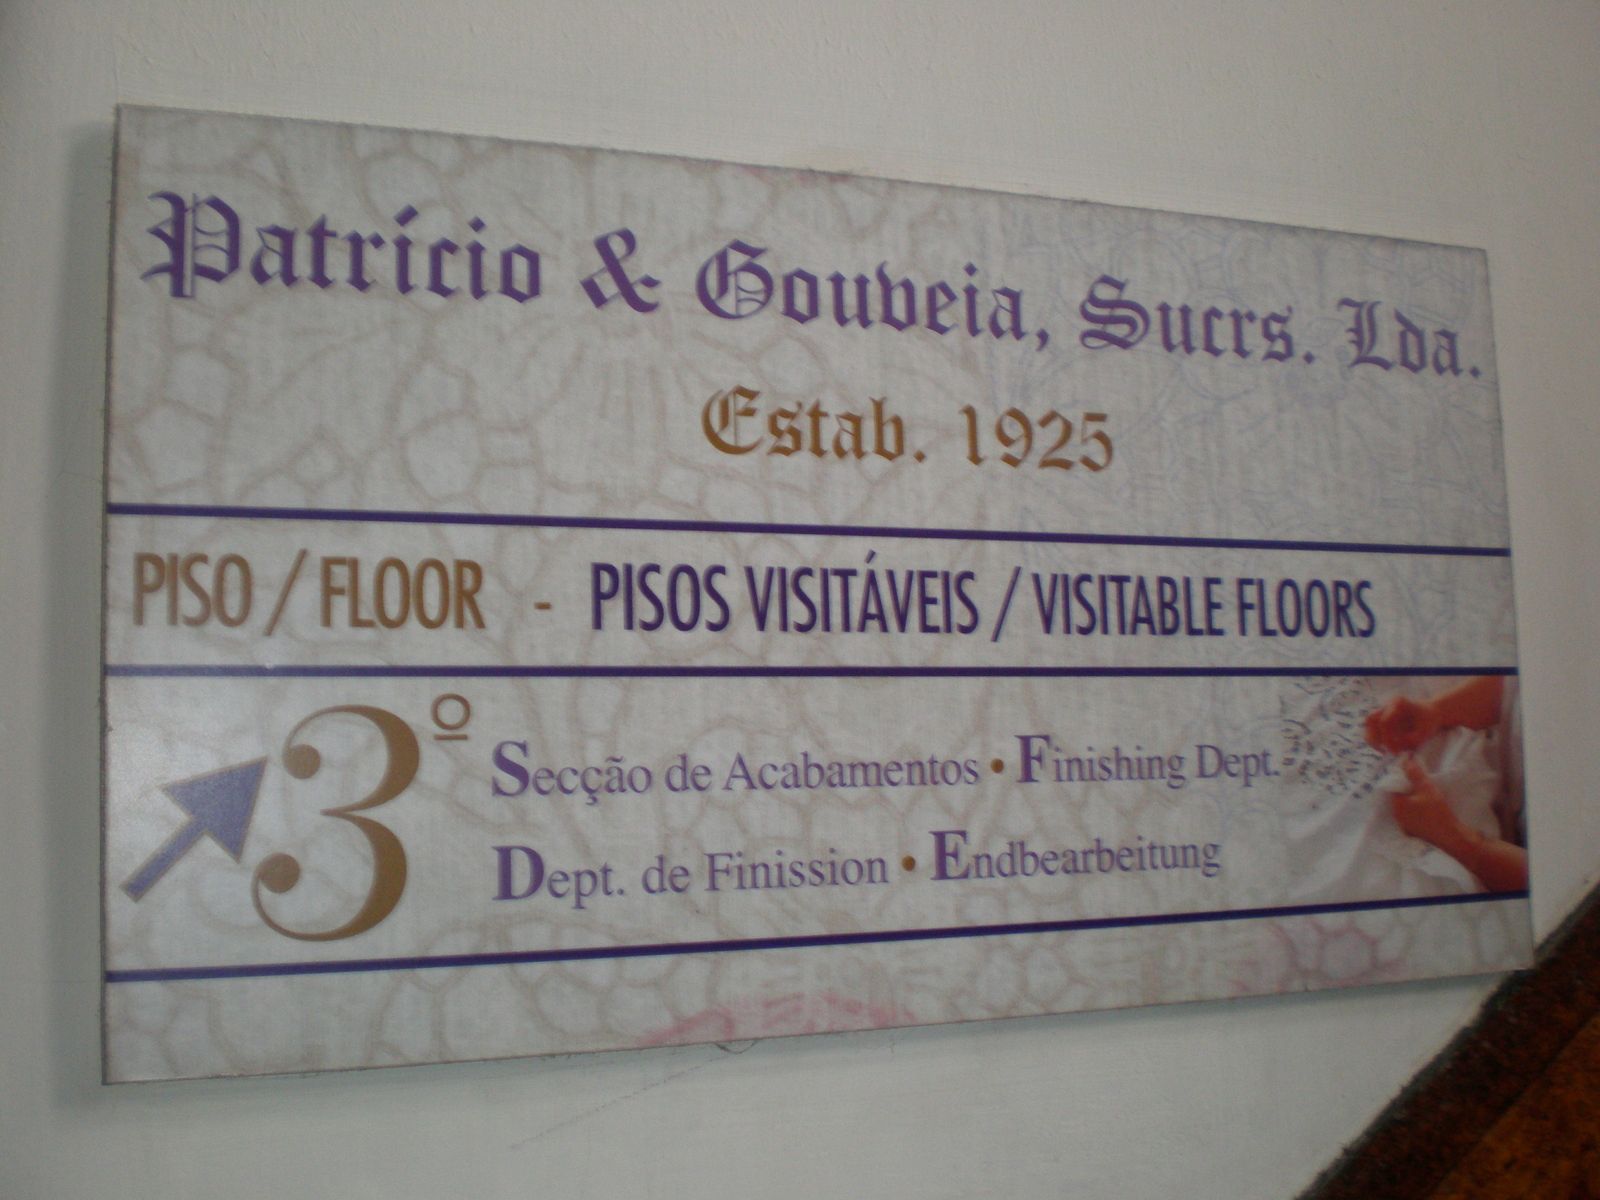 Patrício & Gouveia, Sucrs. Lda.
Estab. 1925
PISO / FLOOR - PISOS VISITÁVEIS / VISITABLE FLOORS
3º
Secção de Acabamentos • Finishing Dept.
Dept. de Finission • Endbearbeitung